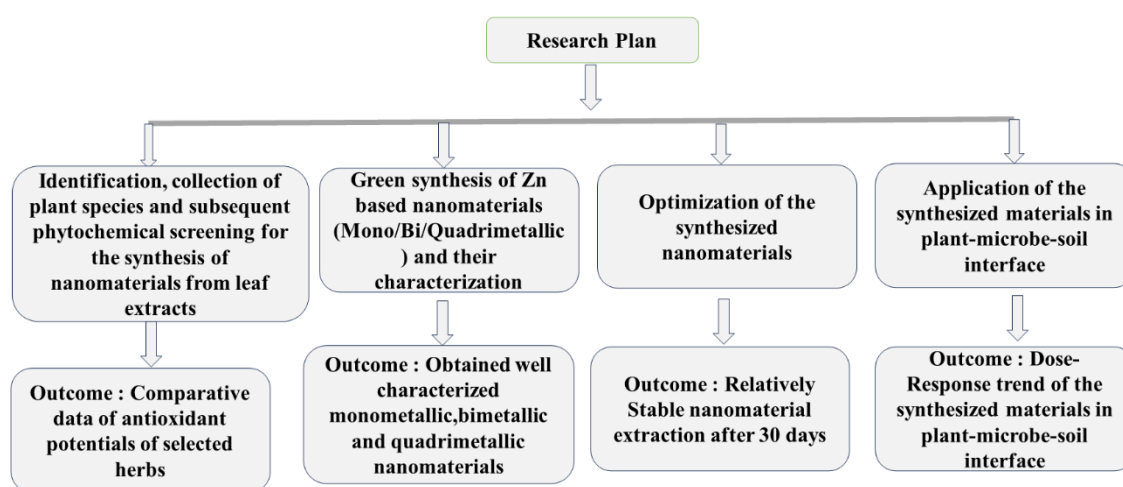 Research Plan
Identification, collection of
plant species and subsequent
phytochemical screening for
the synthesis of
nanomaterials from leaf
extracts
Green synthesis of Zn
based nanomaterials
(Mono/Bi/Quadrimetallic
) and their
characterization
Optimization of the
synthesized
nanomaterials
Application of the
synthesized materials in
plant-microbe-soil
interface
Outcome : Comparative
data of antioxidant
potentials of selected
herbs
Outcome : Obtained well
characterized
monometallic,bimetallic
and quadrimetallic
nanomaterials
Outcome : Relatively
Stable nanomaterial
extraction after 30 days
Outcome : Dose-
Response trend of the
synthesized materials in
plant-microbe-soil
interface